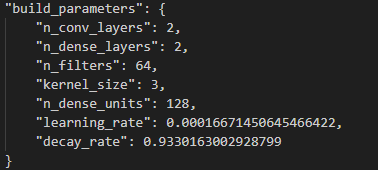 "build_parameters": {
"n_conv_layers": 2,
"n_dense_layers": 2,
"n_filters": 64,
"kernel_size": 3,
"n_dense_units": 128,
"learning_rate": 0.00016671450645466422,
"decay_rate": 0.9330163002928799
}